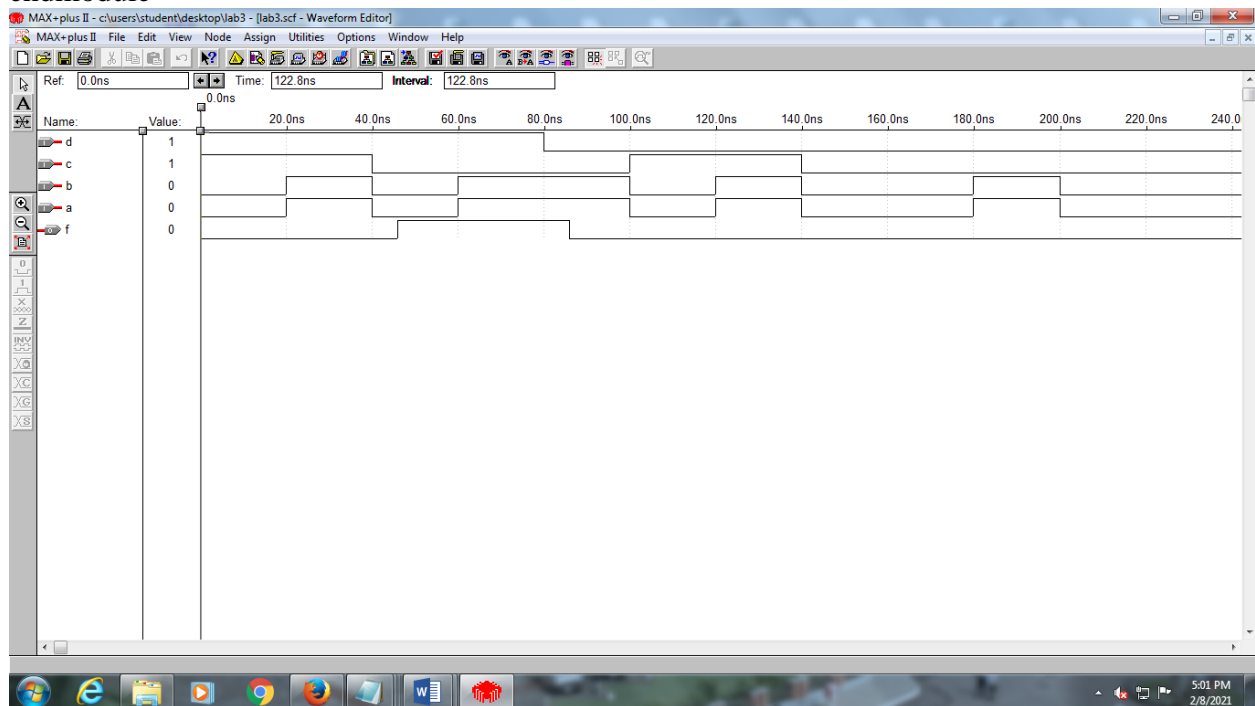 endmodule
MAX+plus II - c:\users\student\desktop\lab3 - [lab3.scf - Waveform Editor]
MAX+plus II File Edit View Node Assign Utilities Options Window Help
Ref: 0.0ns Time: 122.8ns Interval: 122.8ns
0.0ns
Name: Value: 20.0ns 40.0ns 60.0ns 80.0ns 100.0ns 120.0ns 140.0ns 160.0ns 180.0ns 200.0ns 220.0ns 240.0
d 1
c 1
b 0
a 0
f 0
5:01 PM
2/8/2021